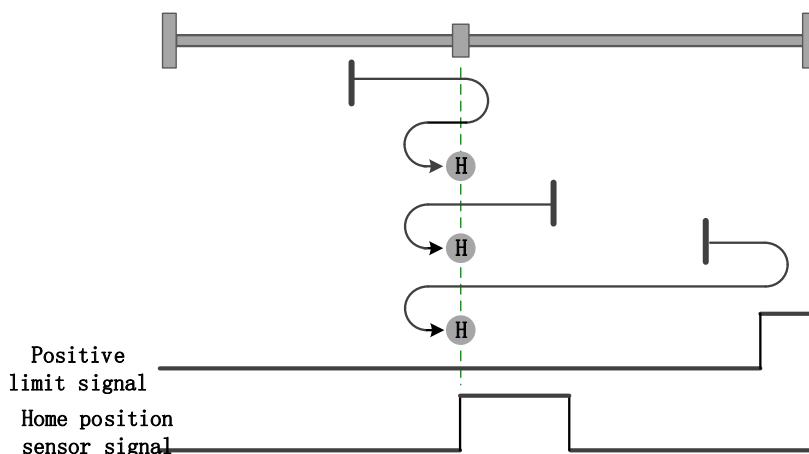 H
H
H
Positive
limit signal
Home position
sensor signal